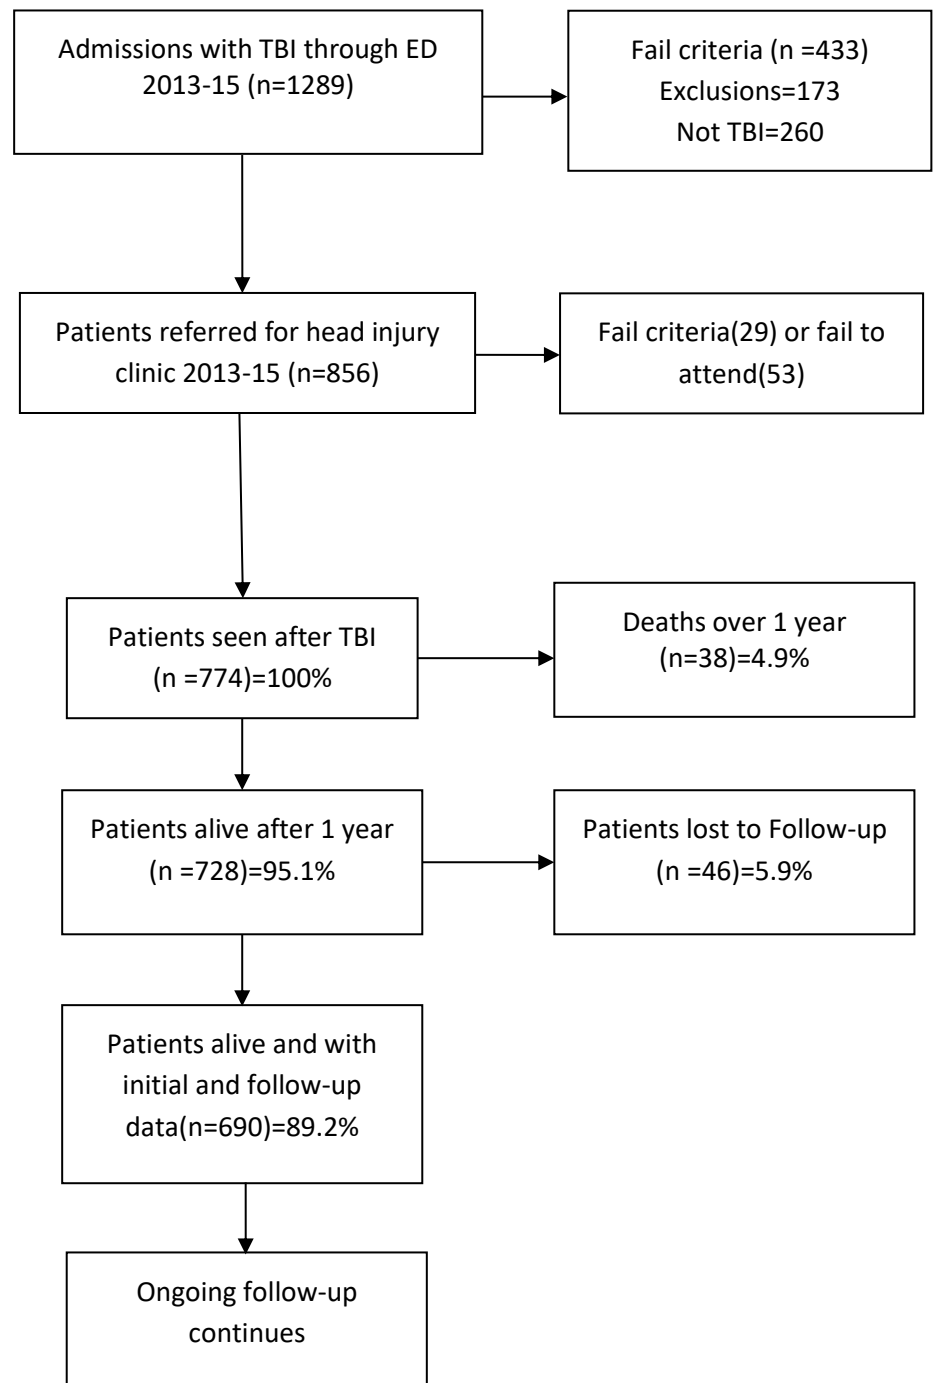 Admissions with TBI through ED
2013-15 (n=1289)
Fail criteria (n =433)
Exclusions=173
Not TBI=260
Patients referred for head injury
clinic 2013-15 (n=856)
Fail criteria(29) or fail to
attend(53)
Patients seen after TBI
(n =774)=100%
Deaths over 1 year
(n=38)=4.9%
Patients alive after 1 year
(n =728)=95.1%
Patients lost to Follow-up
(n =46)=5.9%
Patients alive and with
initial and follow-up
data(n=690)=89.2%
Ongoing follow-up
continues